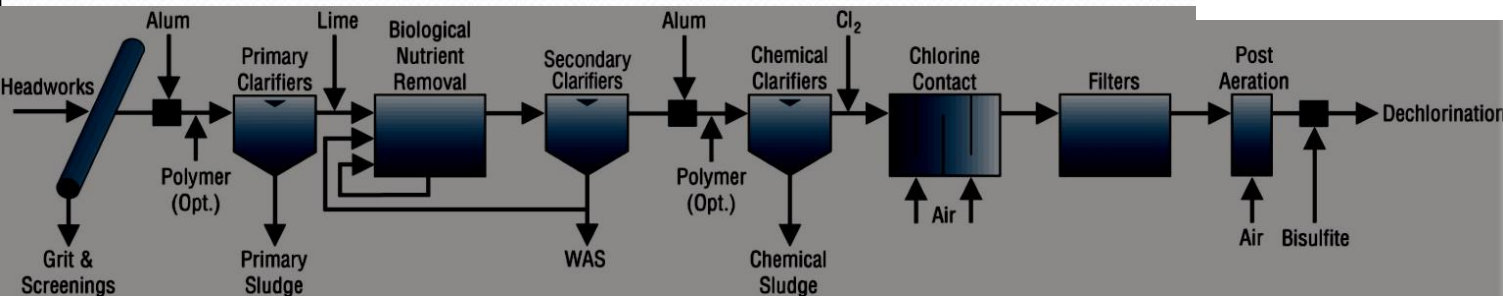 Headworks
Alum
Polymer
(Opt.)
Grit &
Screenings
Primary
Clarifiers
Primary
Sludge
Lime
Biological
Nutrient
Removal
Secondary
Clarifiers
WAS
Alum
Polymer
(Opt.)
Chemical
Clarifiers
Chemical
Sludge
Cl₂
Chlorine
Contact
Air
Filters
Post
Aeration
Air
Bisulfite
Dechlorination